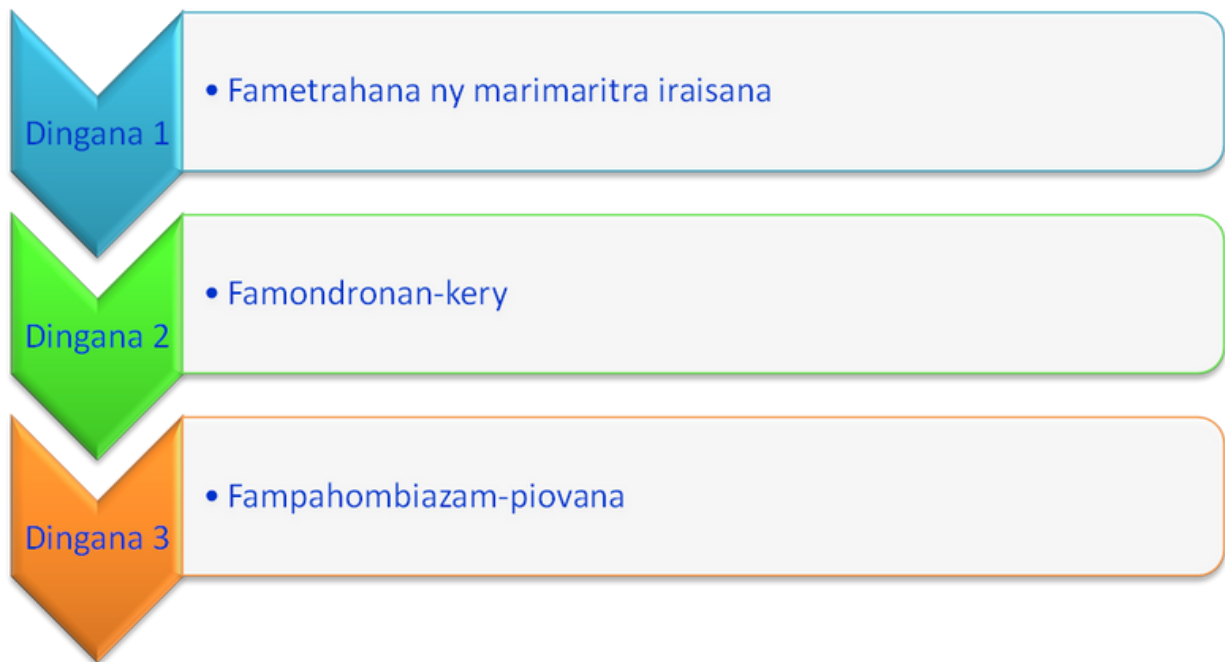 Dingana 1
• Fametrahana ny marimaritra iraisana
Dingana 2
• Famondronan-kery
Dingana 3
• Fampahombiazam-piovana